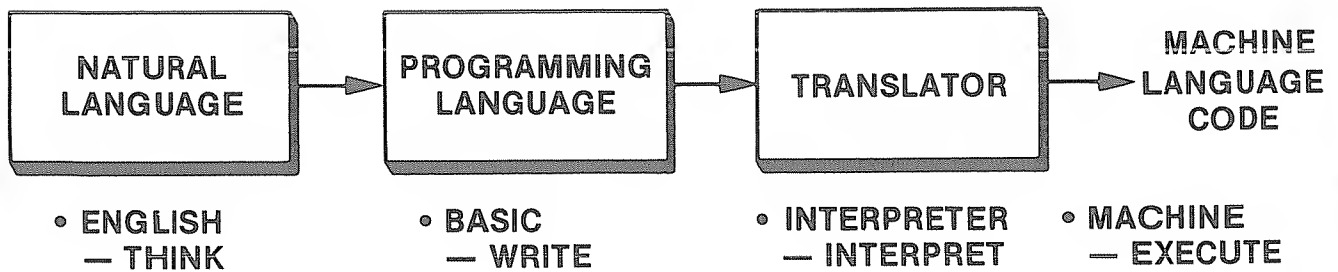 NATURAL
LANGUAGE
PROGRAMMING
LANGUAGE
TRANSLATOR
MACHINE
LANGUAGE
CODE
• ENGLISH
— THINK
• BASIC
— WRITE
• INTERPRETER
— INTERPRET
• MACHINE
— EXECUTE